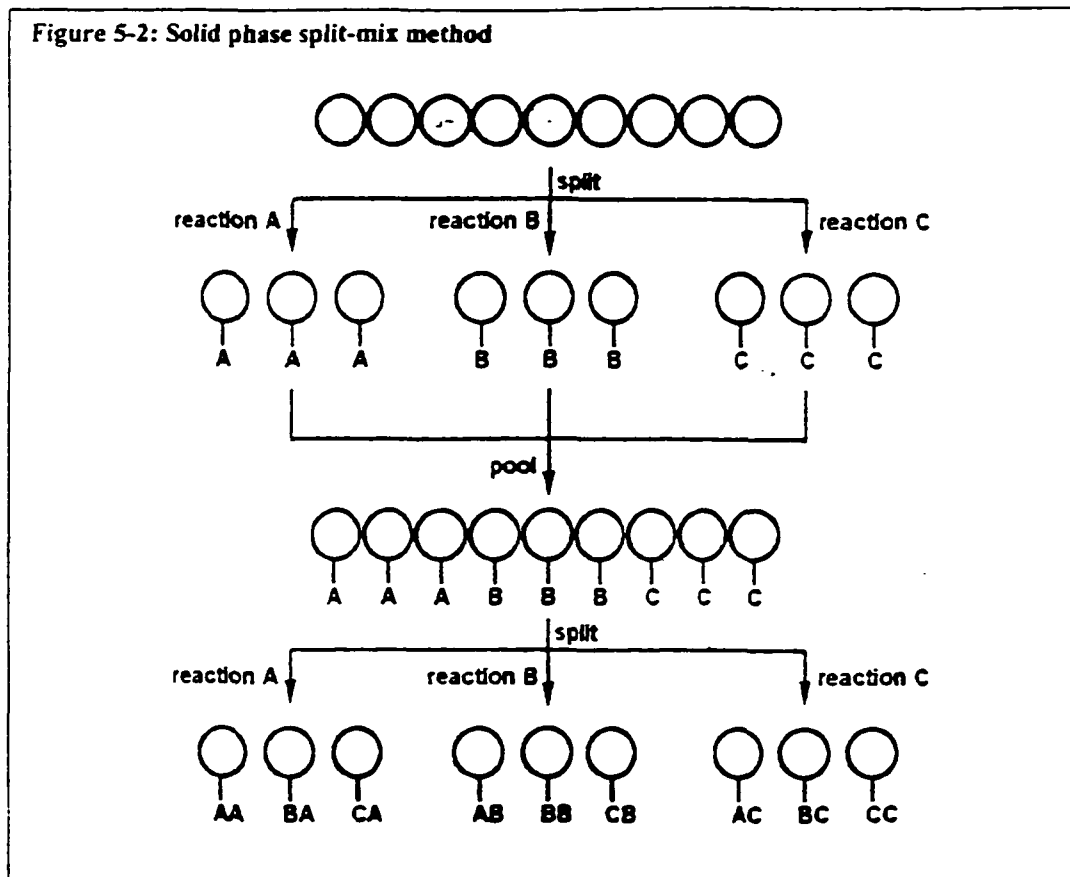 Figure 5-2: Solid phase split-mix method
split
reaction A reaction B reaction C
A A A B B B C C C
pool
A A A B B B C C C
split
reaction A reaction B reaction C
AA BA CA AB BB CB AC BC CC